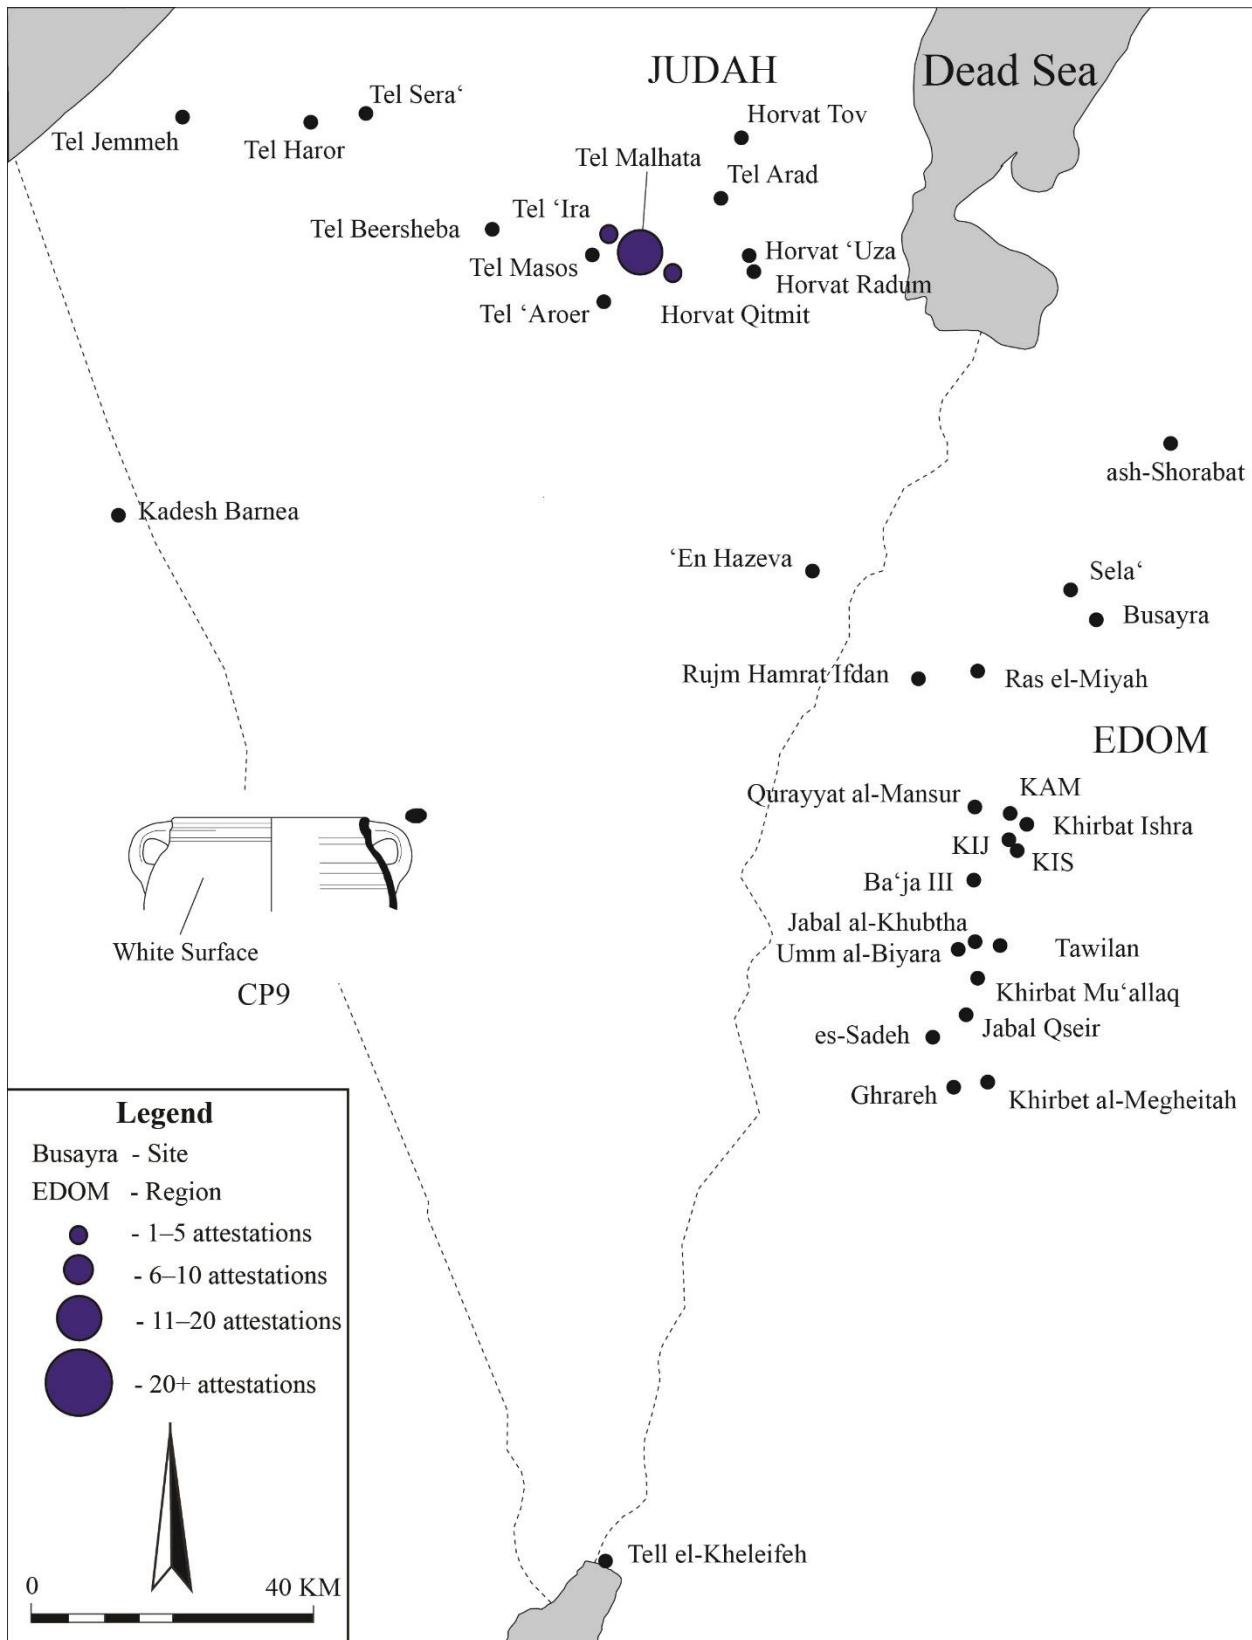 JUDAH
Dead Sea
Tel Sera‘
Tel Jemmeh
Tel Haror
Horvat Tov
Tel Malhata
Tel Arad
Tel ‘Ira
Tel Beersheba
Tel Masos
Horvat ‘Uza
Horvat Radum
Tel ‘Aroer
Horvat Qitmit
ash-Shorabat
Kadesh Barnea
‘En Hazeva
Sela‘
Busayra
Rujm Hamrat Ifdan
Ras el-Miyah
EDOM
Qurayyat al-Mansur
KAM
Khirbat Ishra
KIJ
KIS
Ba‘ja III
Jabal al-Khubtha
Umm al-Biyara
Tawilan
White Surface
CP9
Khirbat Mu‘allaq
Jabal Qseir
es-Sadeh
Ghrareh
Khirbet al-Megheitah
Legend
Busayra - Site
EDOM - Region
- 1–5 attestations
- 6–10 attestations
- 11–20 attestations
- 20+ attestations
0 40 KM
Tell el-Kheleifeh